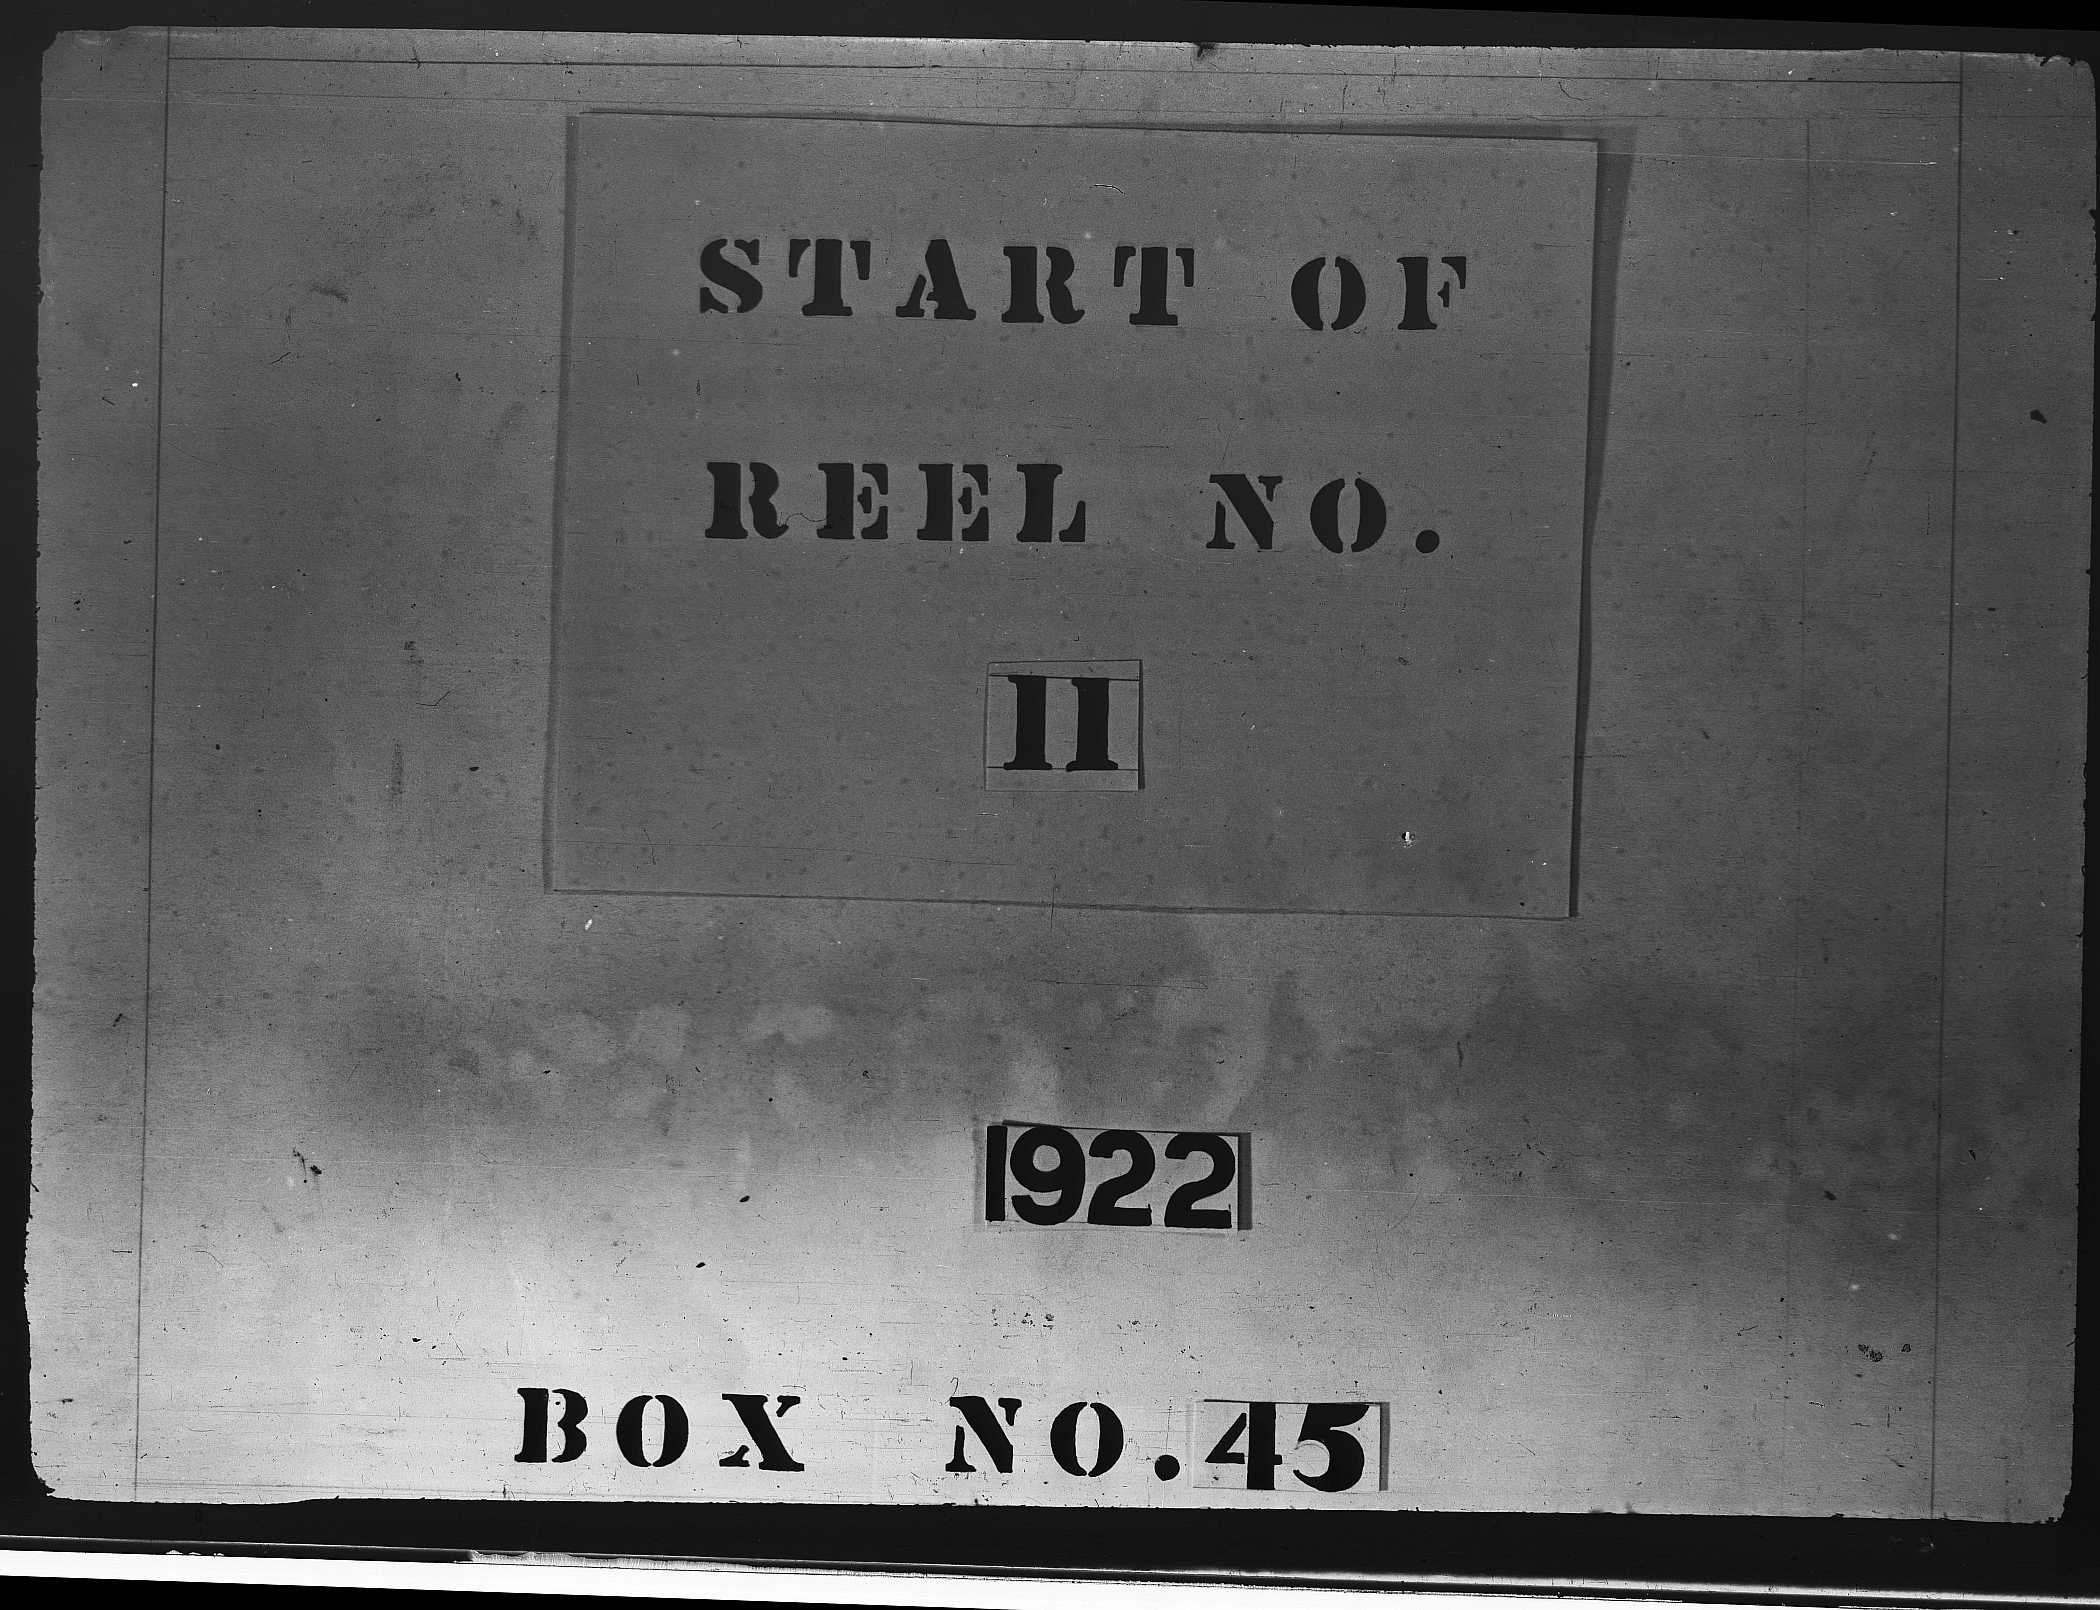 START OF
REEL NO.
11
1922
BOX NO. 45